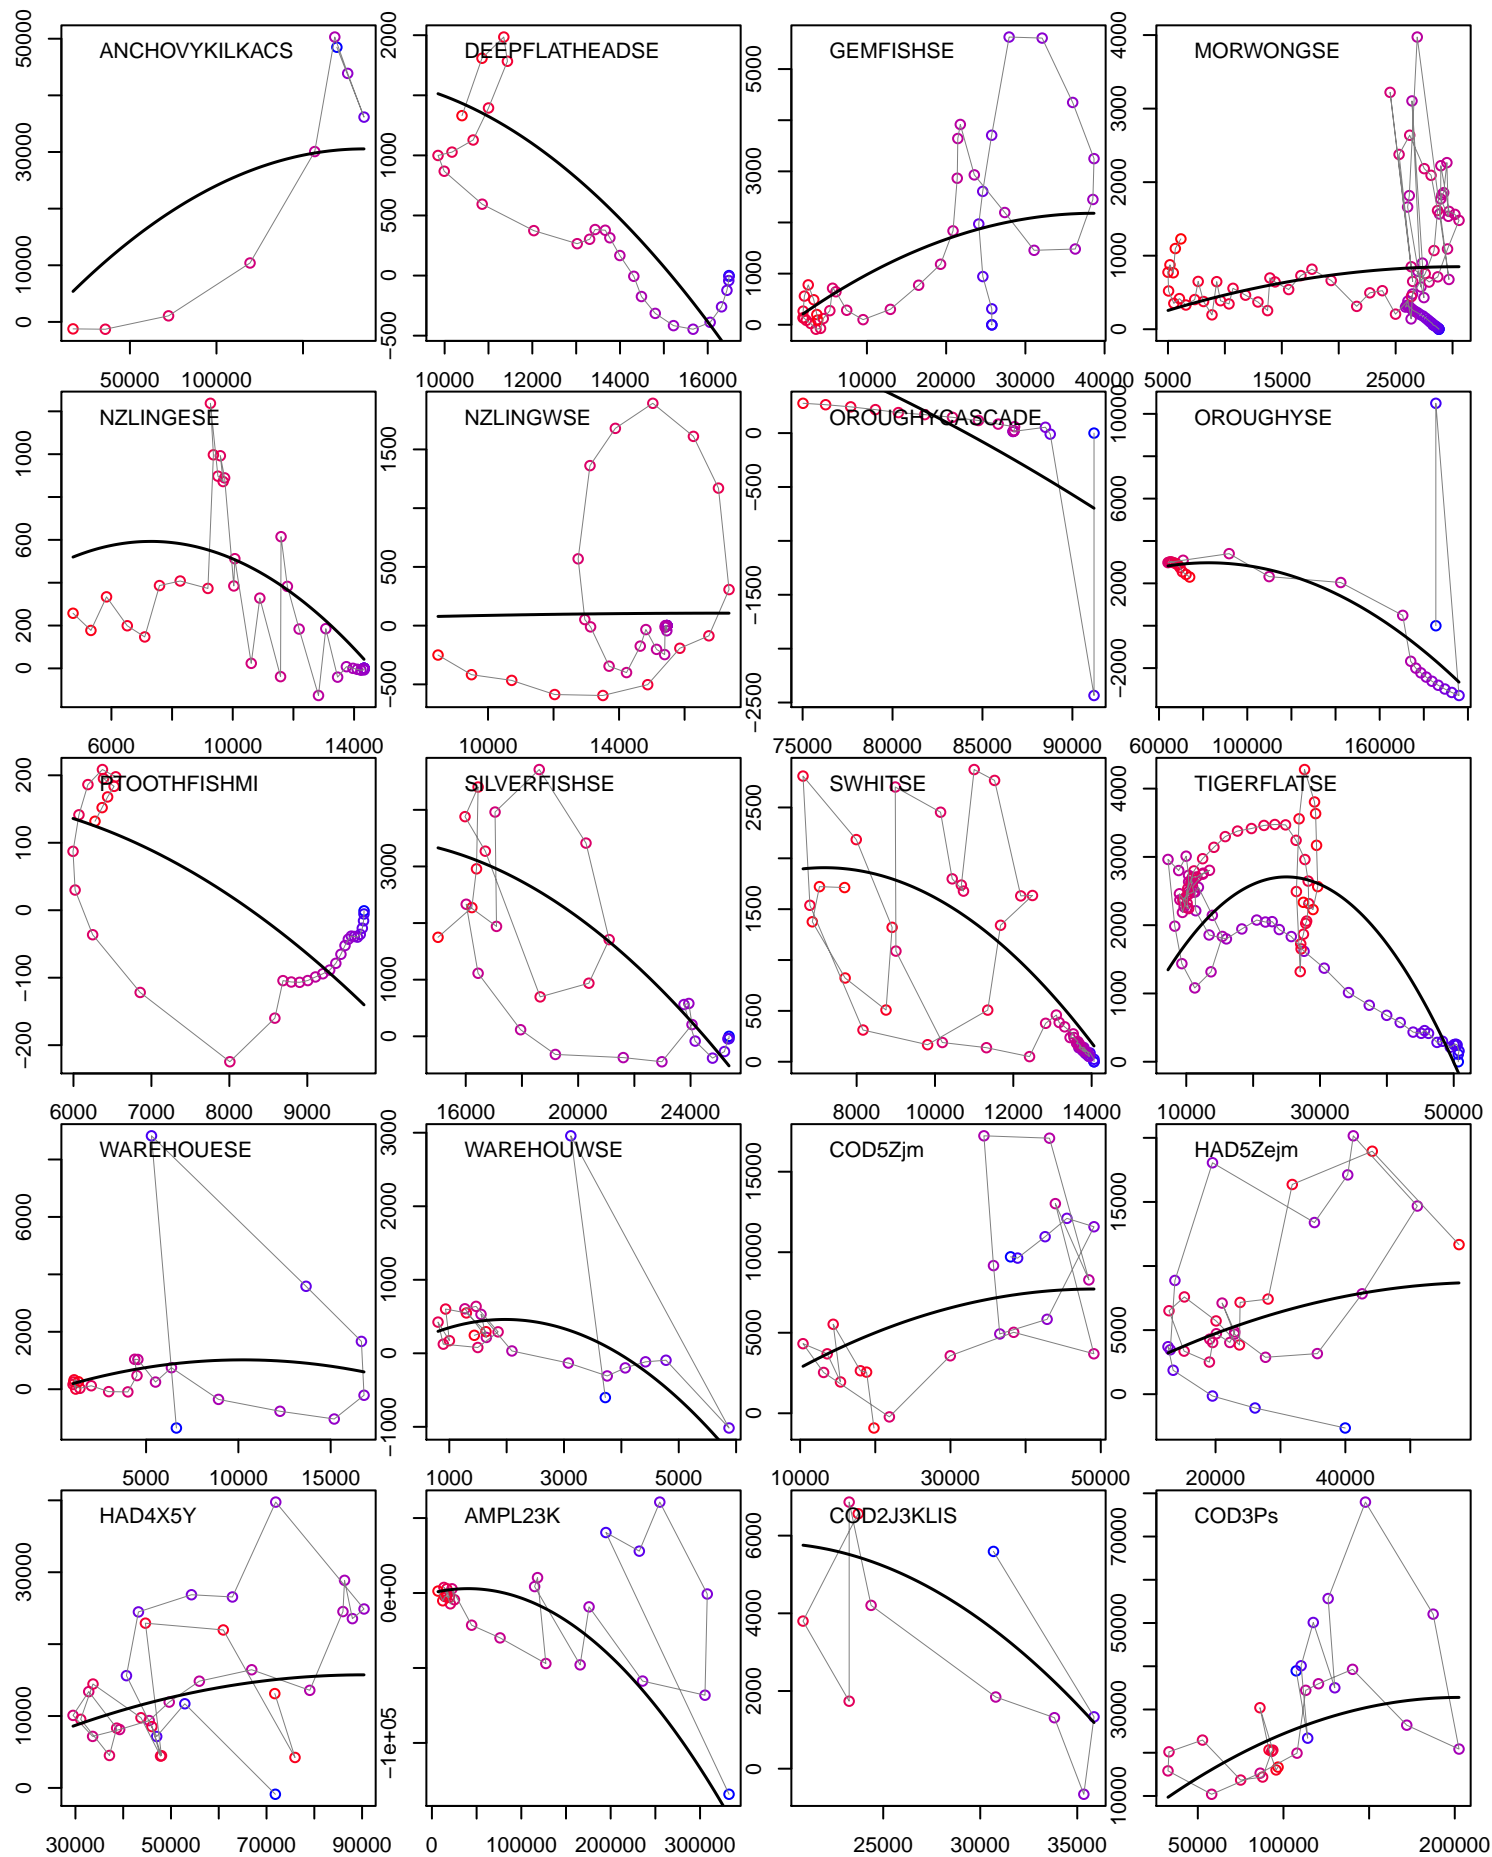 ANCHOVYKILKACS
0 10000 30000 50000
50000 100000
DEEPFLATHEADSE
−500 0 500 1000 2000
10000 12000 14000 16000
GEMFISHSE
0 1000 3000 5000
10000 20000 30000 40000
MORWONGSE
0 1000 2000 3000 4000
5000 15000 25000
NZLINGESE
0 200 600 1000
6000 10000 14000
NZLINGWSE
−500 0 500 1500
10000 14000
OROUGHYCASCADE
−2500 −1500 −500 0
75000 80000 85000 90000
OROUGHYSE
−2000 2000 6000 10000
60000 100000 160000
PTOOTHFISHMI
−200 −100 0 100 200
6000 7000 8000 9000
SILVERFISHSE
0 1000 3000
16000 20000 24000
SWHITSE
0 500 1500 2500
8000 10000 12000 14000
TIGERFLATSE
0 1000 2000 3000 4000
10000 30000 50000
WAREHOUESE
0 2000 6000
5000 10000 15000
WAREHOUWSE
−1000 0 1000 2000 3000
1000 3000 5000
COD5Zjm
0 5000 10000 15000
10000 30000 50000
HAD5Zejm
0 5000 15000
20000 40000
HAD4X5Y
0 10000 30000
30000 50000 70000 90000
AMPL23K
−1e+05 0e+00
0 100000 200000 300000
COD2J3KLIS
0 2000 4000 6000
25000 30000 35000
COD3Ps
10000 30000 50000 70000
50000 100000 200000